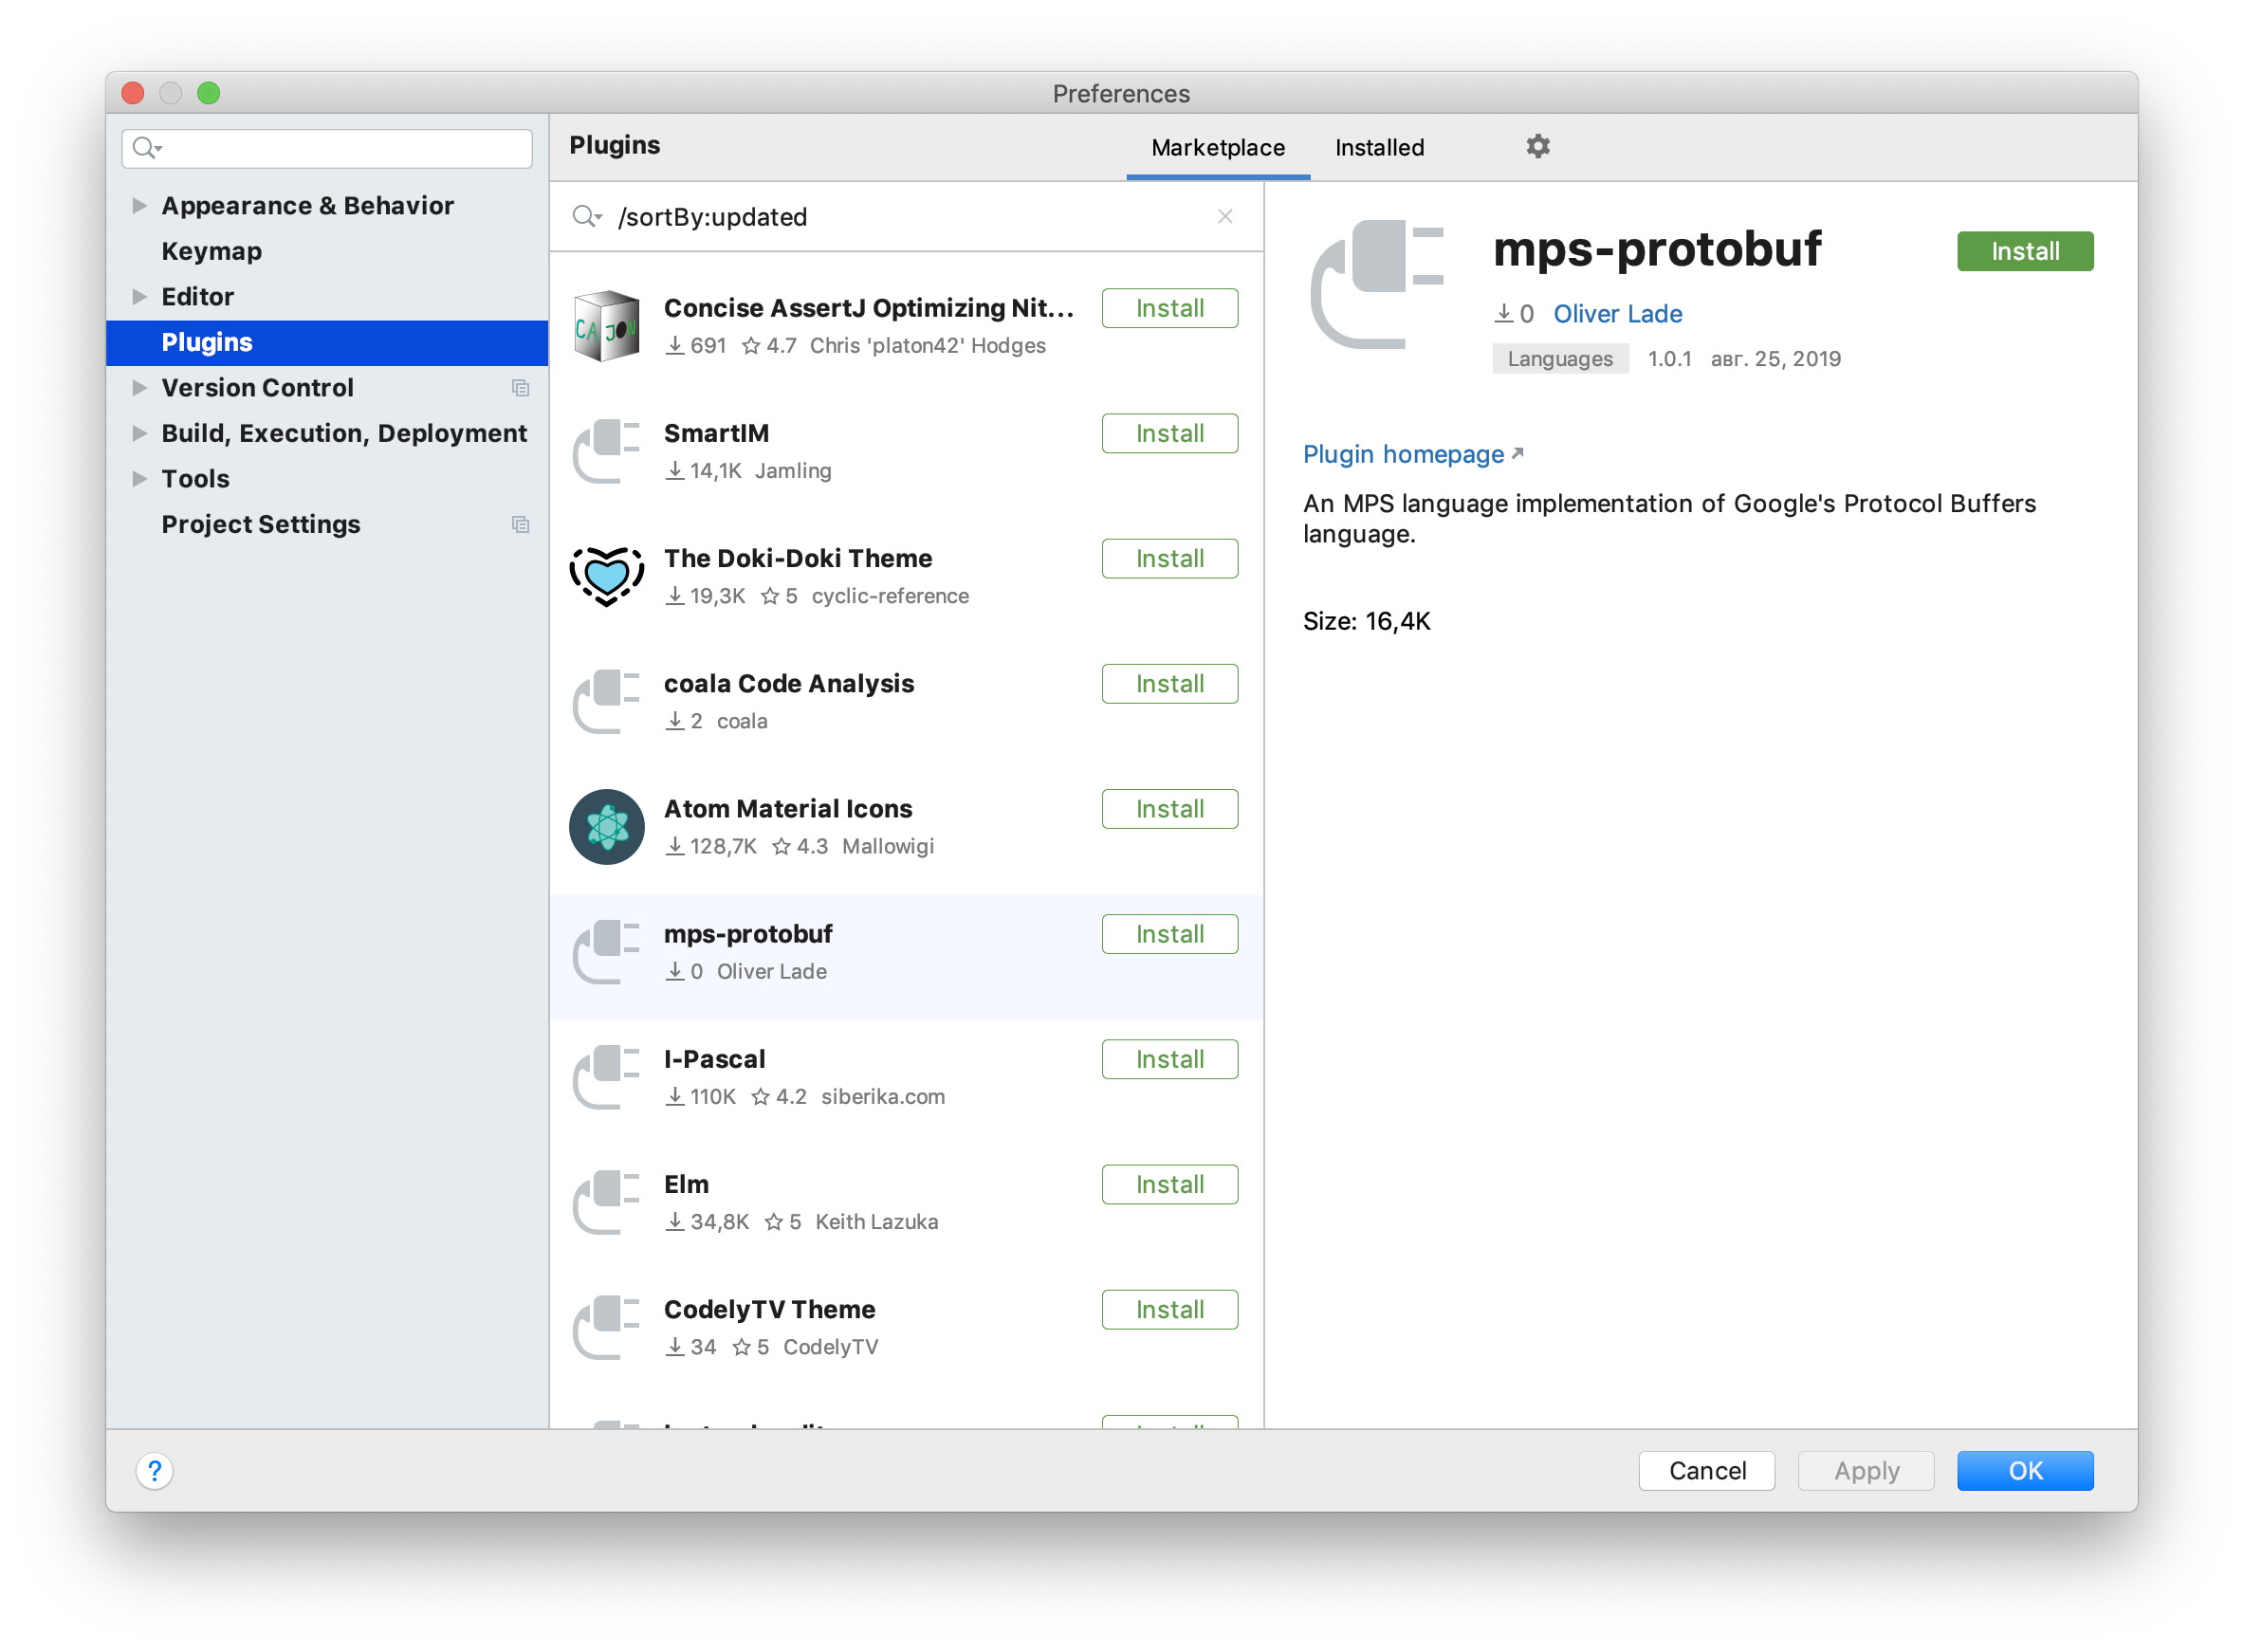 Preferences
Appearance & Behavior
Keymap
Editor
Plugins
Version Control
Build, Execution, Deployment
Tools
Project Settings
Plugins
Marketplace
Installed
/sortBy:updated
CAJON
Concise AssertJ Optimizing Nit...
Install
691 4.7 Chris 'platon42' Hodges
SmartIM
Install
14,1K Jamling
The Doki-Doki Theme
Install
19,3K 5 cyclic-reference
coala Code Analysis
Install
2 coala
Atom Material Icons
Install
128,7K 4.3 Mallowigi
mps-protobuf
Install
0 Oliver Lade
I-Pascal
Install
110K 4.2 siberika.com
Elm
Install
34,8K 5 Keith Lazuka
CodelyTV Theme
Install
34 5 CodelyTV
mps-protobuf
Install
0 Oliver Lade
Languages 1.0.1 авг. 25, 2019
Plugin homepage
An MPS language implementation of Google's Protocol Buffers
language.
Size: 16,4K
?
Cancel
Apply
OK